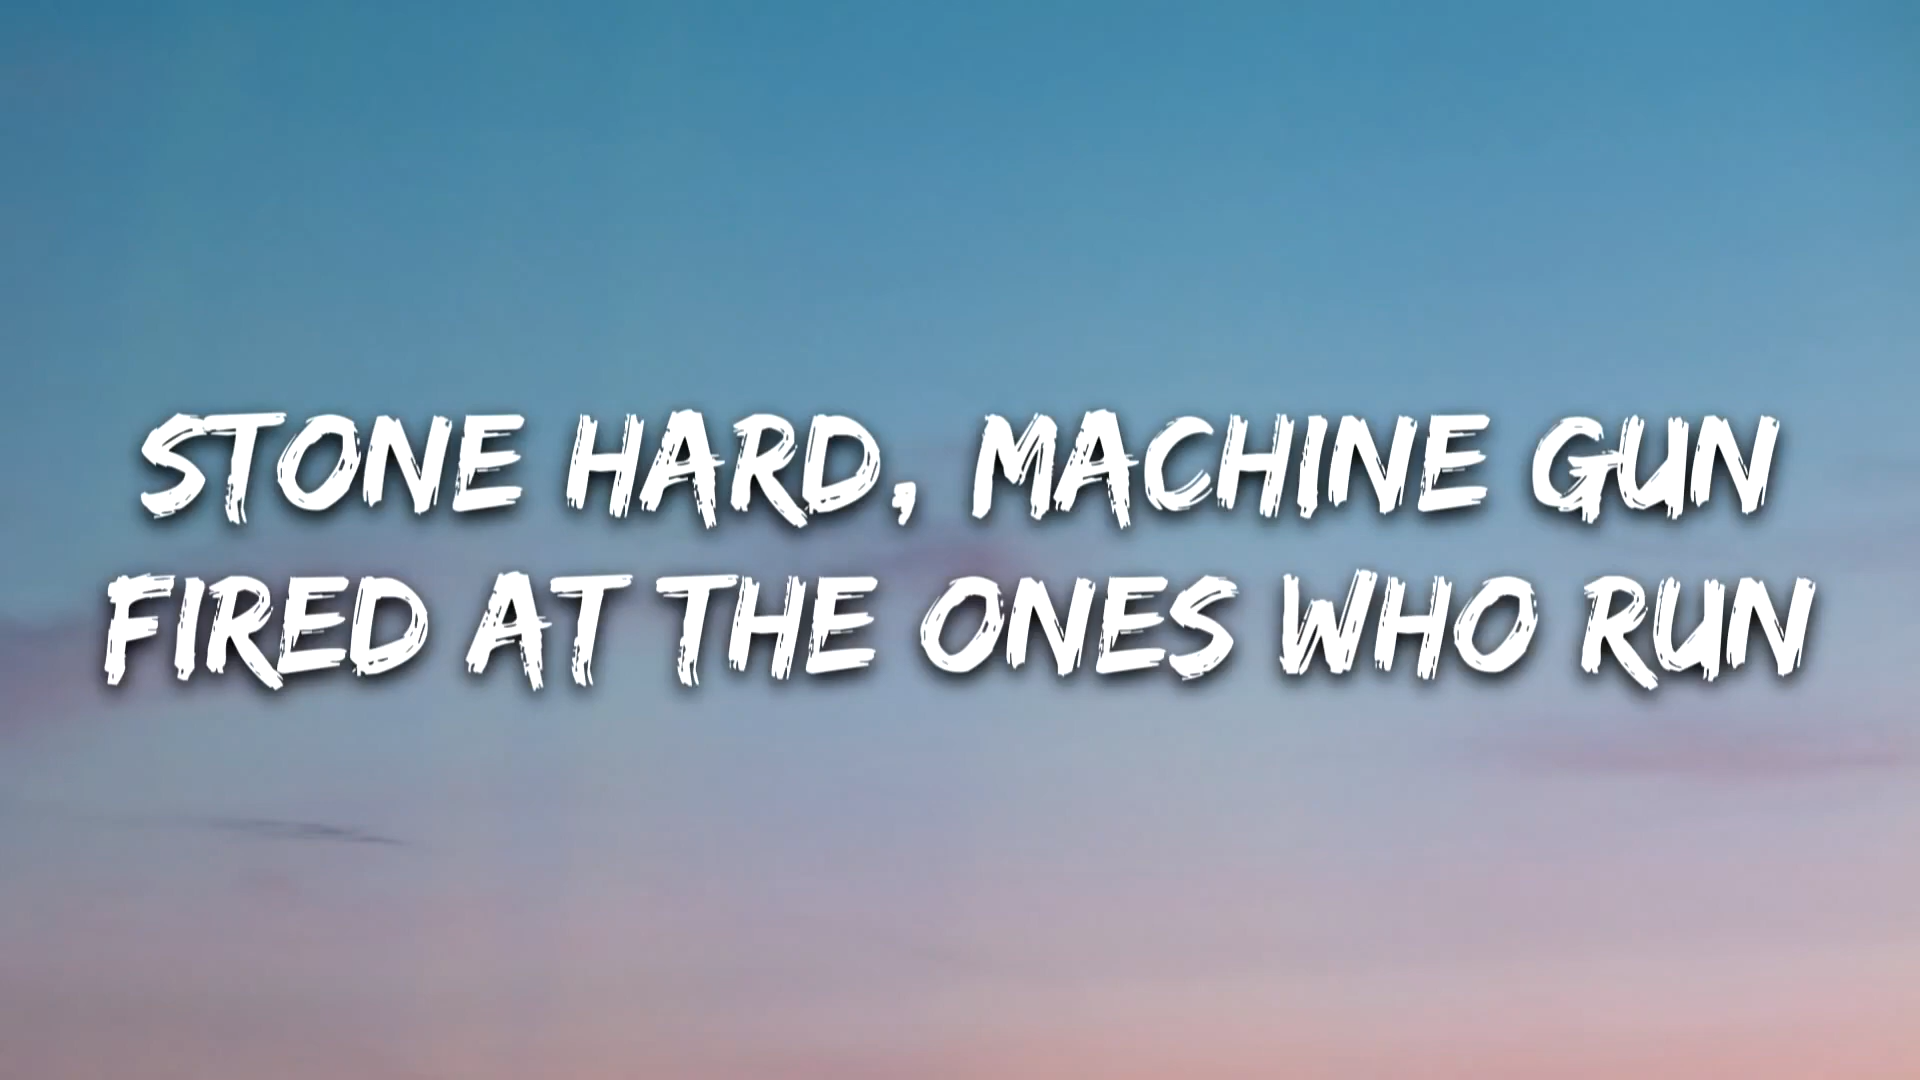 STONE HARD, MACHINE GUN
FIRED AT THE ONES WHO RUN